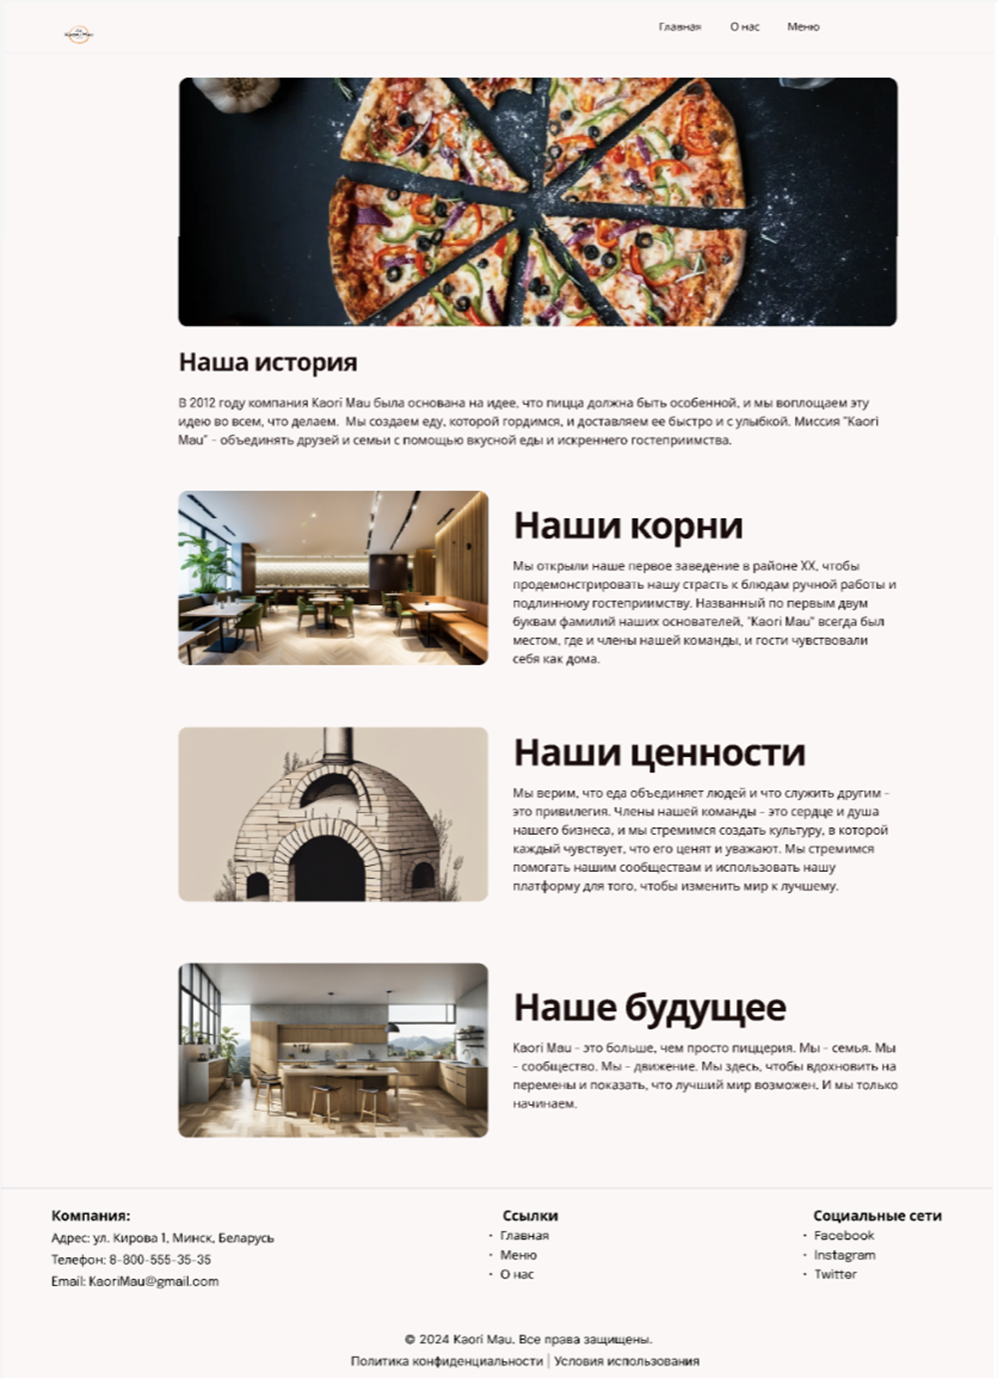 Kaori Mau
Главная О нас Меню
Наша история
В 2012 году компания Kaori Mau была основана на идее, что пицца должна быть особенной, и мы воплощаем эту
идею во всем, что делаем. Мы создаем еду, которой гордимся, и доставляем ее быстро и с улыбкой. Миссия "Kaori
Mau" - объединять друзей и семьи с помощью вкусной еды и искреннего гостеприимства.
Наши корни
Мы открыли наше первое заведение в районе XX, чтобы
продемонстрировать нашу страсть к блюдам ручной работы и
подлинному гостеприимству. Названный по первым двум
буквам фамилий наших основателей, "Kaori Mau" всегда был
местом, где и члены нашей команды, и гости чувствовали
себя как дома.
Наши ценности
Мы верим, что еда объединяет людей и что служить другим -
это привилегия. Члены нашей команды - это сердце и душа
нашего бизнеса, и мы стремимся создать культуру, в которой
каждый чувствует, что его ценят и уважают. Мы стремимся
помогать нашим сообществам и использовать нашу
платформу для того, чтобы изменить мир к лучшему.
Наше будущее
Kaori Mau - это больше, чем просто пиццерия. Мы - семья. Мы
- сообщество. Мы - движение. Мы здесь, чтобы вдохновить на
перемены и показать, что лучший мир возможен. И мы только
начинаем.
Компания:
Адрес: ул. Кирова 1, Минск, Беларусь
Телефон: 8-800-555-35-35
Email: KaoriMau@gmail.com
Ссылки
• Главная
• Меню
• О нас
Социальные сети
• Facebook
• Instagram
• Twitter
© 2024 Kaori Mau. Все права защищены.
Политика конфиденциальности | Условия использования